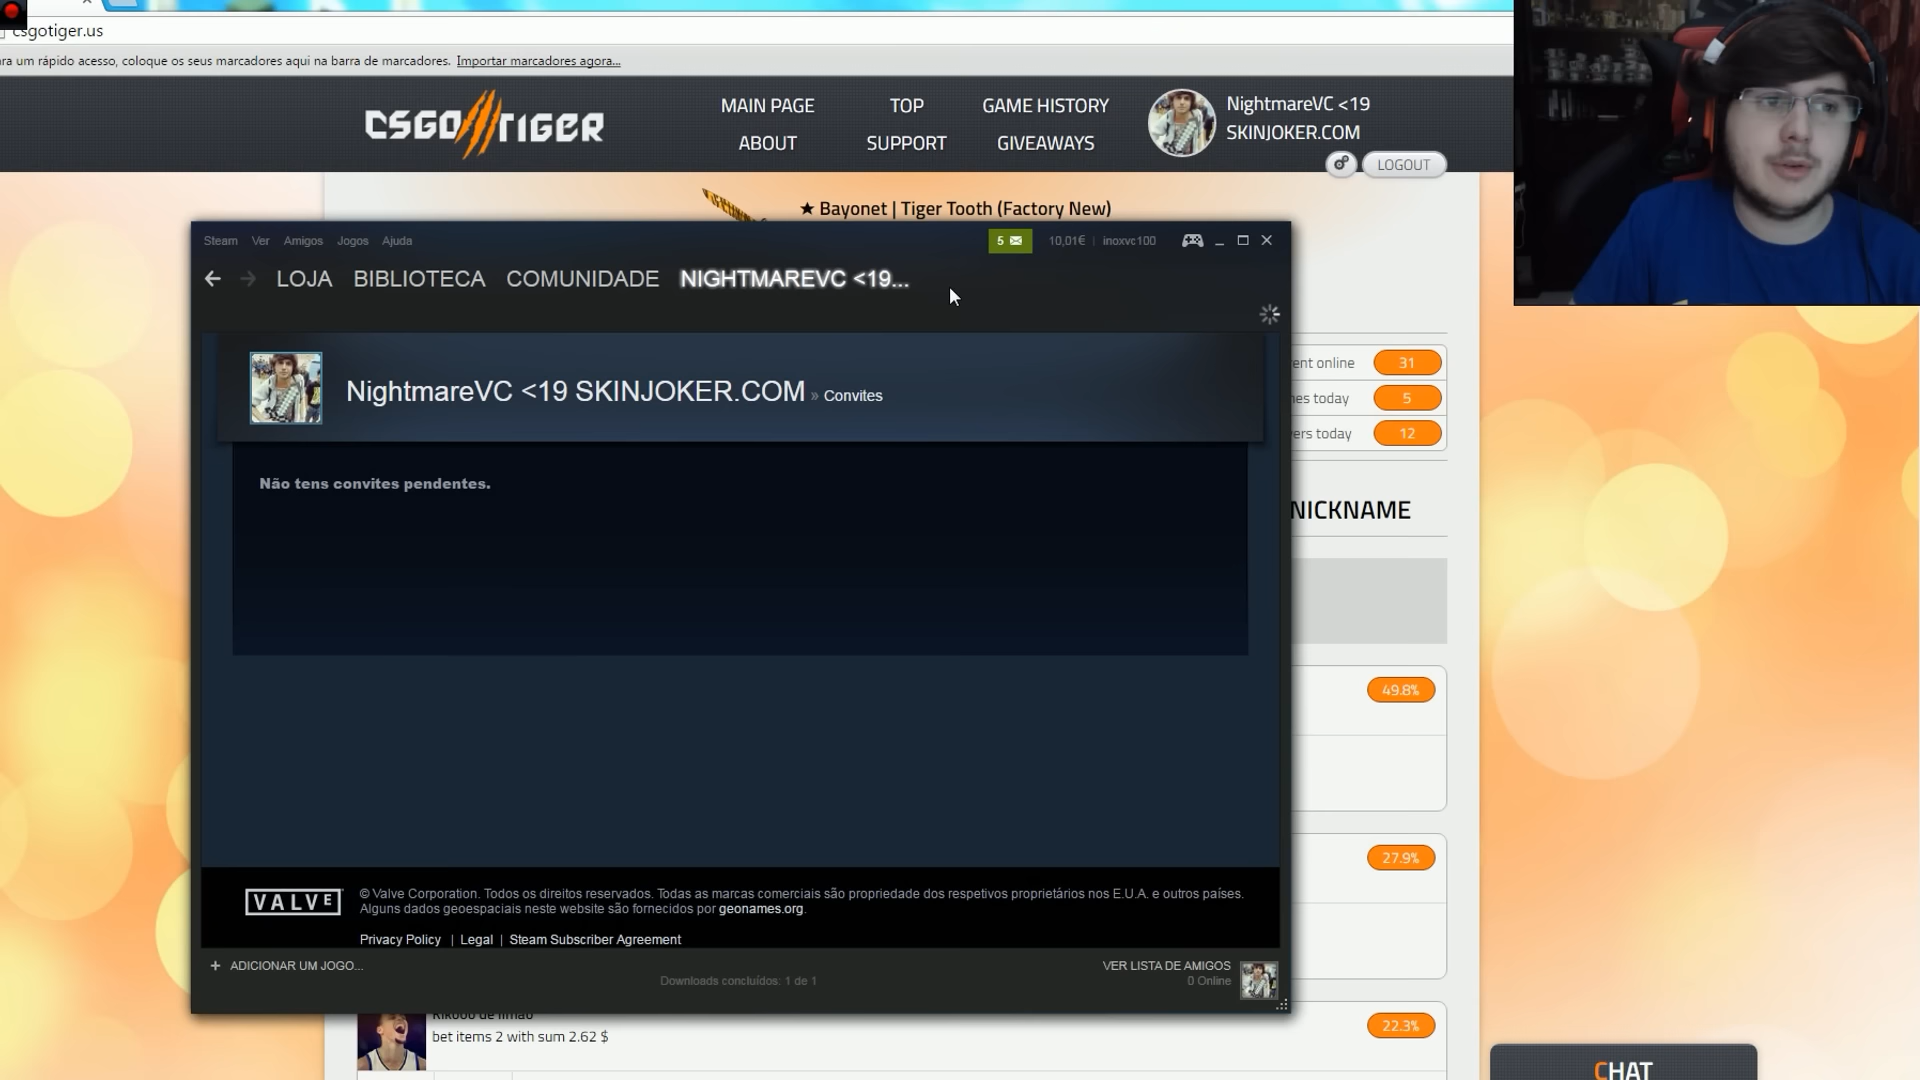 csgotiger.us
ra um rápido acesso, coloque os seus marcadores aqui na barra de marcadores. Importar marcadores agora...
CSGO TIGER
MAIN PAGE
TOP
GAME HISTORY
ABOUT
SUPPORT
GIVEAWAYS
NightmareVC <19
SKINJOKER.COM
LOGOUT
★ Bayonet | Tiger Tooth (Factory New)
Steam Ver Amigos Jogos Ajuda
5
10,01€ | inoxvc100
LOJA BIBLIOTECA COMUNIDADE NIGHTMAREVC <19...
NightmareVC <19 SKINJOKER.COM » Convites
Não tens convites pendentes.
ent online 31
nes today 5
ers today 12
NICKNAME
49.8%
27.9%
VALVE
© Valve Corporation. Todos os direitos reservados. Todas as marcas comerciais são propriedade dos respetivos proprietários nos E.U.A. e outros países.
Alguns dados geoespaciais neste website são fornecidos por geonames.org.
Privacy Policy | Legal | Steam Subscriber Agreement
+ ADICIONAR UM JOGO...
Downloads concluídos: 1 de 1
VER LISTA DE AMIGOS
0 Online
bet items 2 with sum 2.62 $
22.3%
CHAT